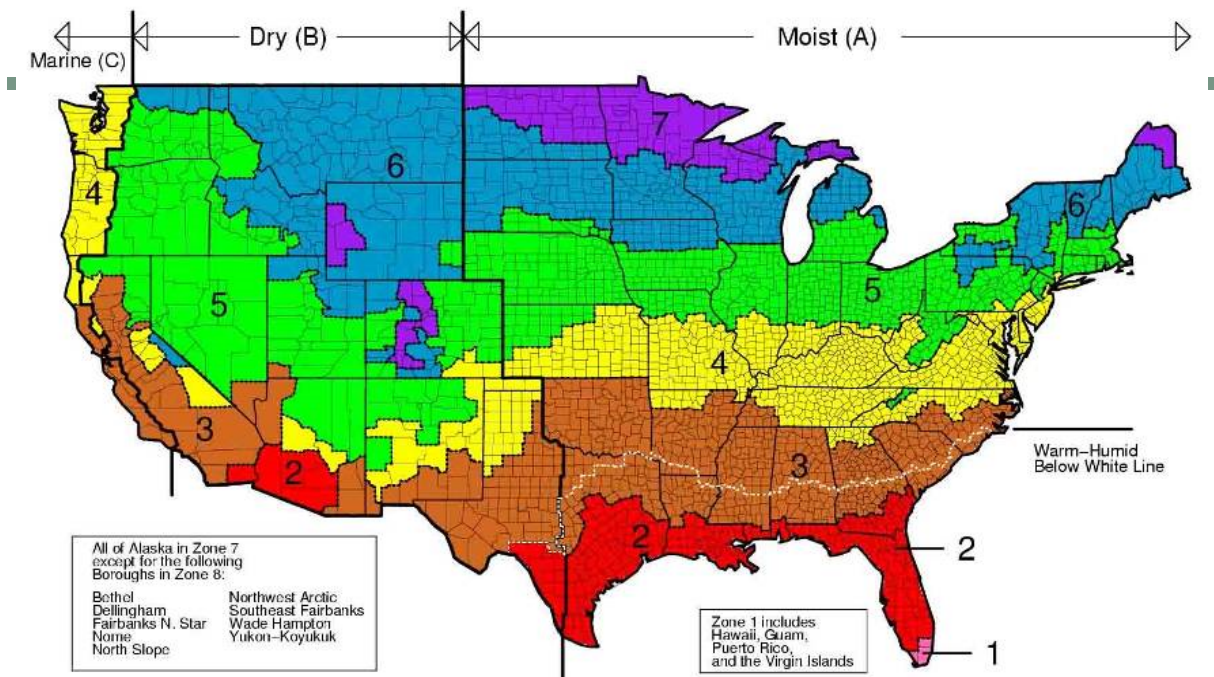 Marine (C)
Dry (B)
Moist (A)
7
6
4
6
5
5
4
3
3
2
2
2
1
Warm-Humid
Below White Line
All of Alaska in Zone 7
except for the following
Boroughs in Zone 8:
Bethel
Dellingham
Fairbanks N. Star
Nome
North Slope
Northwest Arctic
Southeast Fairbanks
Wade Hampton
Yukon-Koyukuk
Zone 1 includes
Hawaii, Guam,
Puerto Rico,
and the Virgin Islands